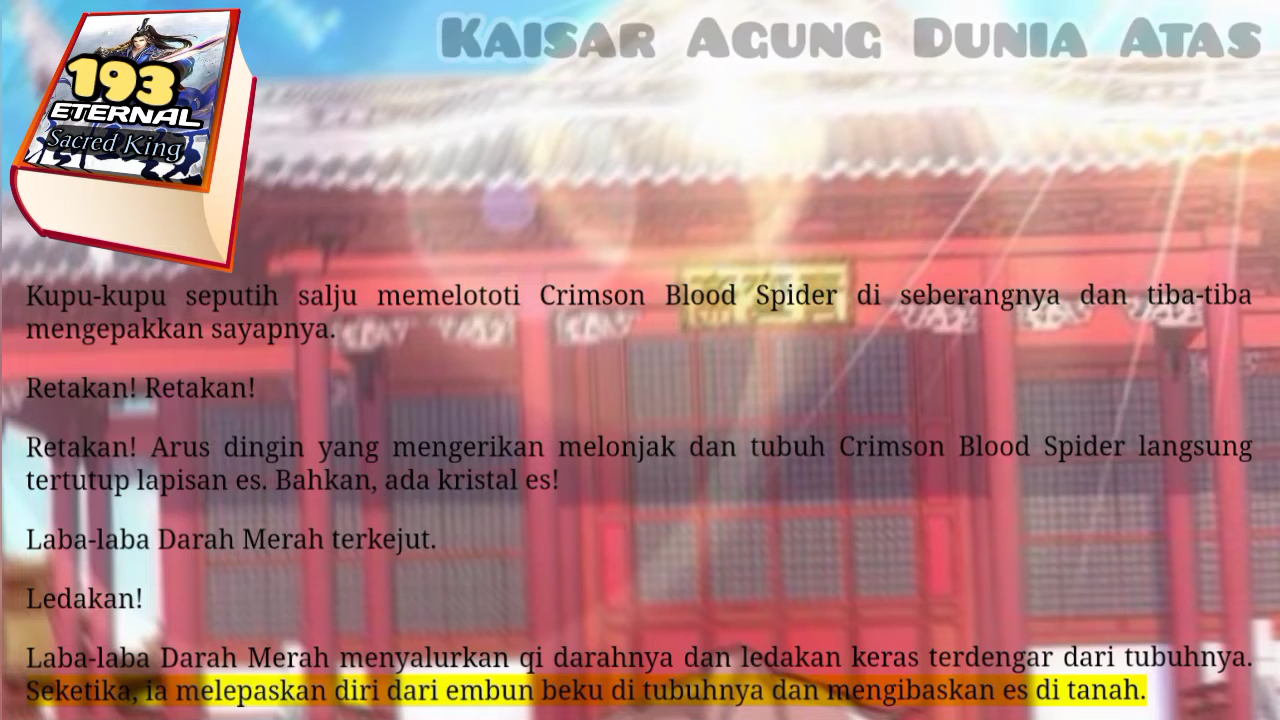 KAISAR AGUNG DUNIA ATAS
193
ETERNAL
Sacred King
Kupu-kupu seputih salju memelototi Crimson Blood Spider di seberangnya dan tiba-tiba
mengepakkan sayapnya.
Retakan! Retakan!
Retakan! Arus dingin yang mengerikan melonjak dan tubuh Crimson Blood Spider langsung
tertutup lapisan es. Bahkan, ada kristal es!
Laba-laba Darah Merah terkejut.
Ledakan!
Laba-laba Darah Merah menyalurkan qi darahnya dan ledakan keras terdengar dari tubuhnya.
Seketika, ia melepaskan diri dari embun beku di tubuhnya dan mengibaskan es di tanah.